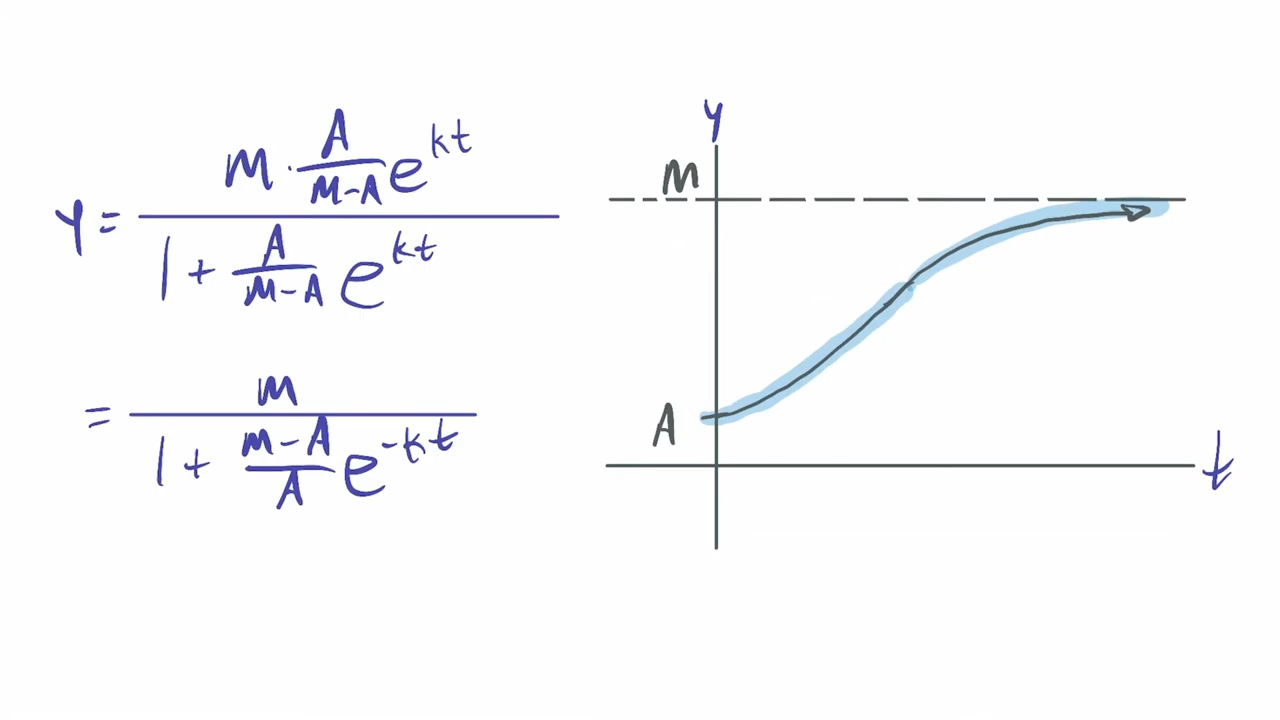 y = (M · A/(M-A) e^{kt}) / (1 + A/(M-A) e^{kt})
= M / (1 + (M-A)/A e^{-kt})
y
M
A
t